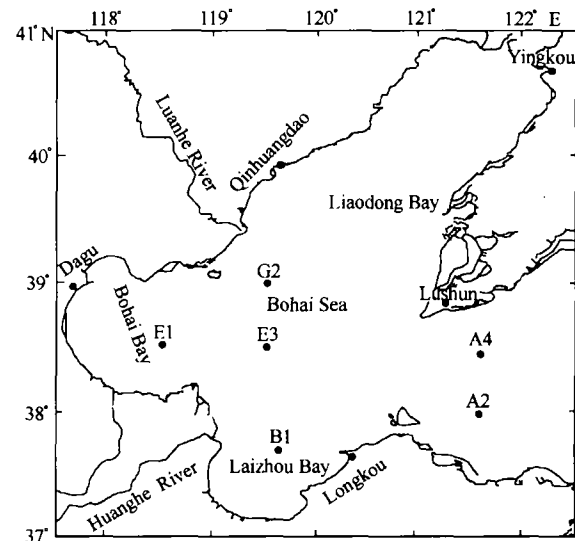 118° 119° 120° 121° 122° E
41° N
Yingkou
Luanhe River
Qinhuangdao
40°
Liaodong Bay
Dagu
39°
G2
Bohai Sea
Lushun
Bohai Bay
E1
E3
A4
38°
A2
B1
Laizhou Bay
Longkou
Huanghe River
37°